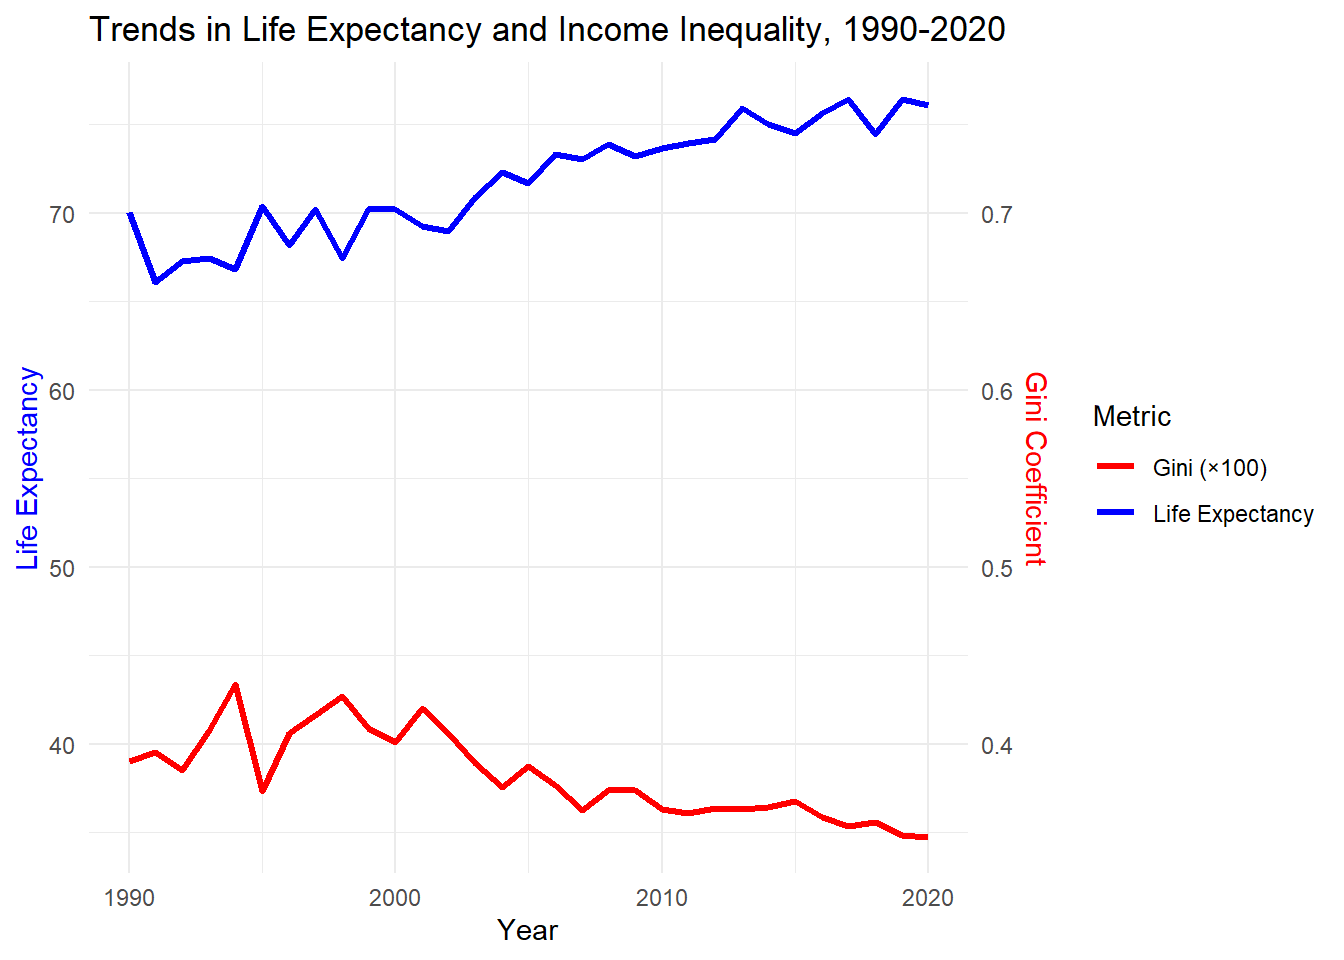 Trends in Life Expectancy and Income Inequality, 1990-2020
Life Expectancy
70
60
50
40
0.7
0.6
0.5
0.4
Gini Coefficient
1990 2000 2010 2020
Year
Metric
Gini (×100)
Life Expectancy